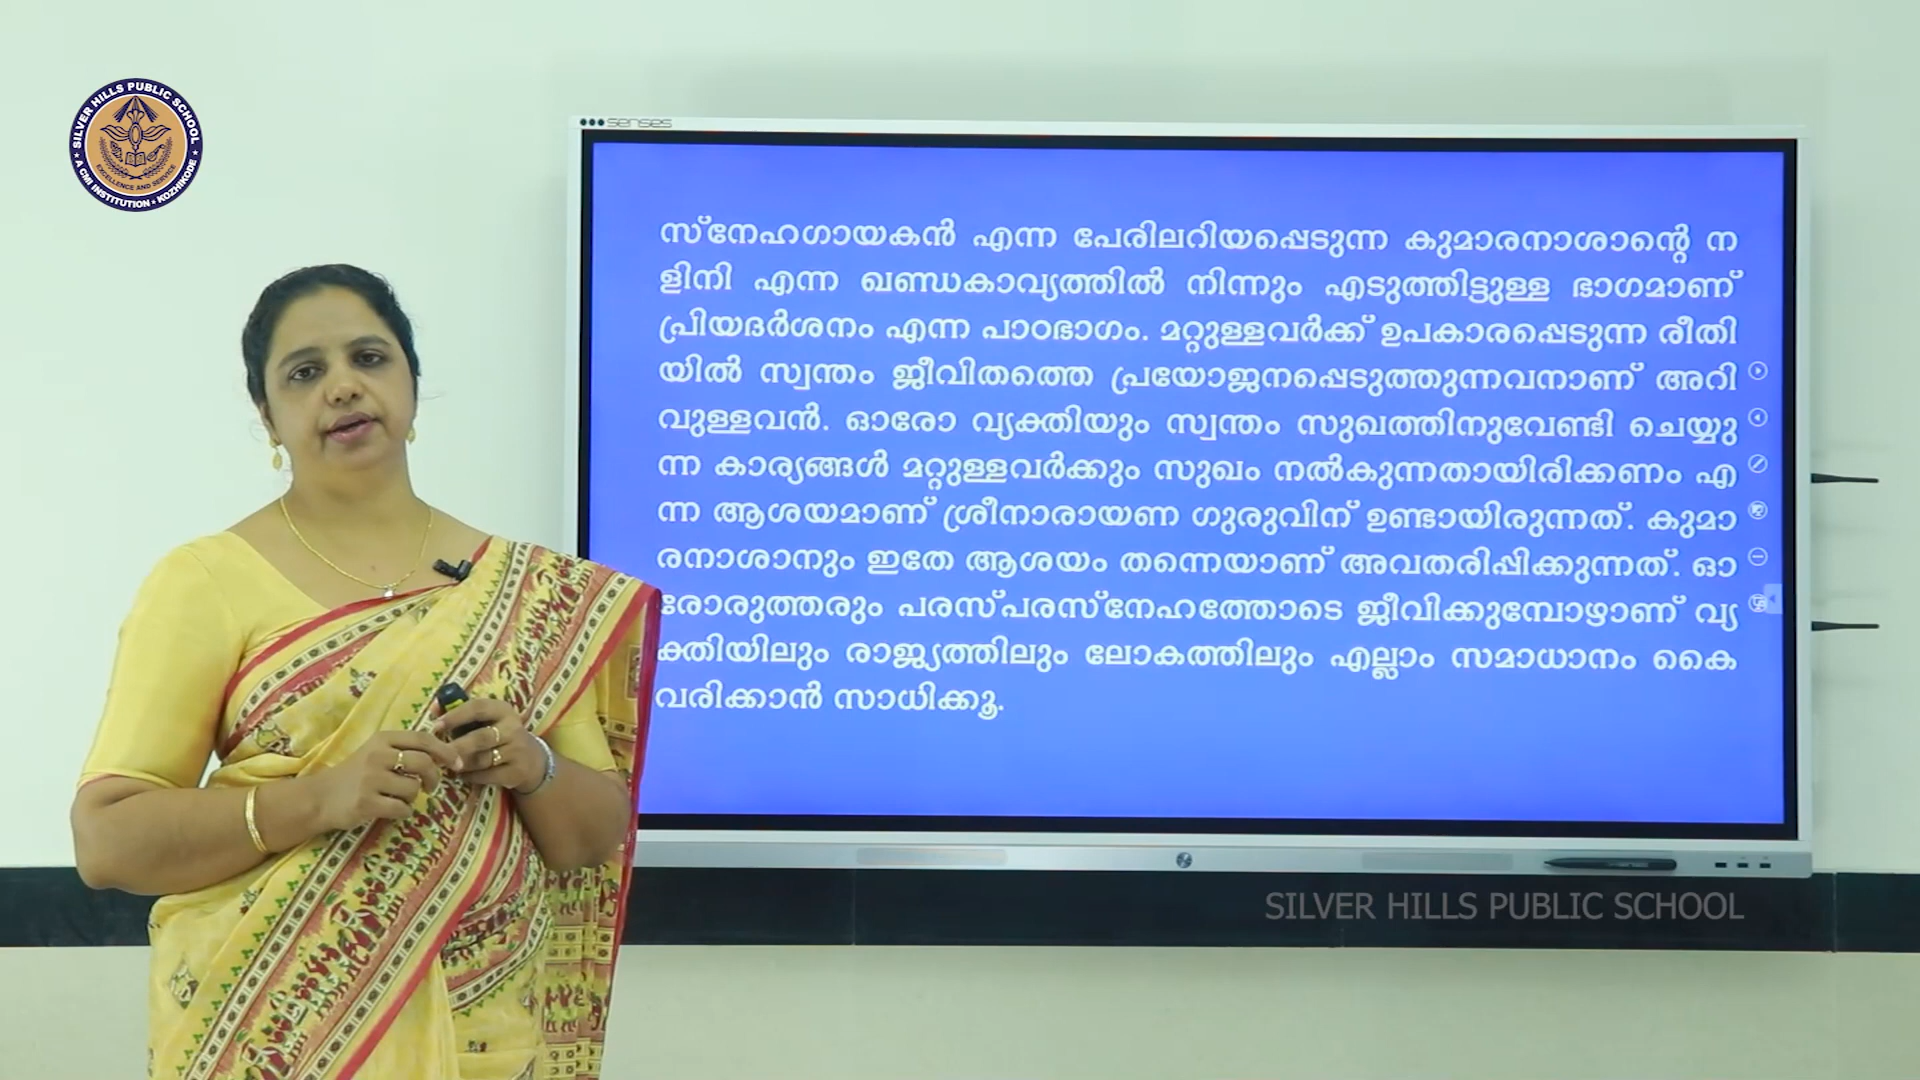 SILVER HILLS PUBLIC SCHOOL
EXCELLENCE AND SERVICE
A CMI INSTITUTION • KOZHIKODE
senses
സ്നേഹഗായകൻ എന്ന പേരിലറിയപ്പെടുന്ന കുമാരനാശാന്റെ ന
ളിനി എന്ന ഖണ്ഡകാവ്യത്തിൽ നിന്നും എടുത്തിട്ടുള്ള ഭാഗമാണ്
പ്രിയദർശനം എന്ന പാഠഭാഗം. മറ്റുള്ളവർക്ക് ഉപകാരപ്പെടുന്ന രീതി
യിൽ സ്വന്തം ജീവിതത്തെ പ്രയോജനപ്പെടുത്തുന്നവനാണ് അറി
വുള്ളവൻ. ഓരോ വ്യക്തിയും സ്വന്തം സുഖത്തിനുവേണ്ടി ചെയ്യു
ന്ന കാര്യങ്ങൾ മറ്റുള്ളവർക്കും സുഖം നൽകുന്നതായിരിക്കണം എ
ന്ന ആശയമാണ് ശ്രീനാരായണ ഗുരുവിന് ഉണ്ടായിരുന്നത്. കുമാ
രനാശാനും ഇതേ ആശയം തന്നെയാണ് അവതരിപ്പിക്കുന്നത്. ഓ
രോരുത്തരും പരസ്പരസ്നേഹത്തോടെ ജീവിക്കുമ്പോഴാണ് വ്യ
ക്തിയിലും രാജ്യത്തിലും ലോകത്തിലും എല്ലാം സമാധാനം കൈ
വരിക്കാൻ സാധിക്കൂ.
SILVER HILLS PUBLIC SCHOOL